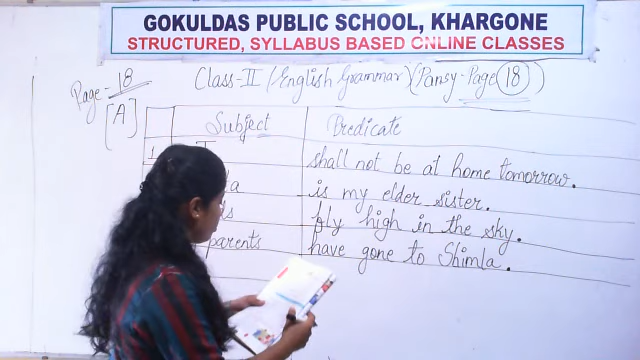 GOKULDAS PUBLIC SCHOOL, KHARGONE
STRUCTURED, SYLLABUS BASED ONLINE CLASSES
Page-18 Class-II (English Grammar) (Pansy-Page 18)
[A]
Subject Predicate
1 I shall not be at home tomorrow.
is my elder sister.
fly high in the sky.
parents have gone to Shimla.